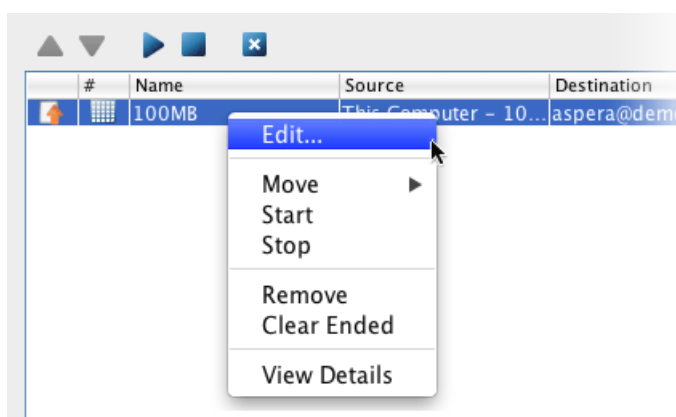 # Name Source Destination
100MB This Computer - 10... aspera@dem
Edit...
Move
Start
Stop
Remove
Clear Ended
View Details